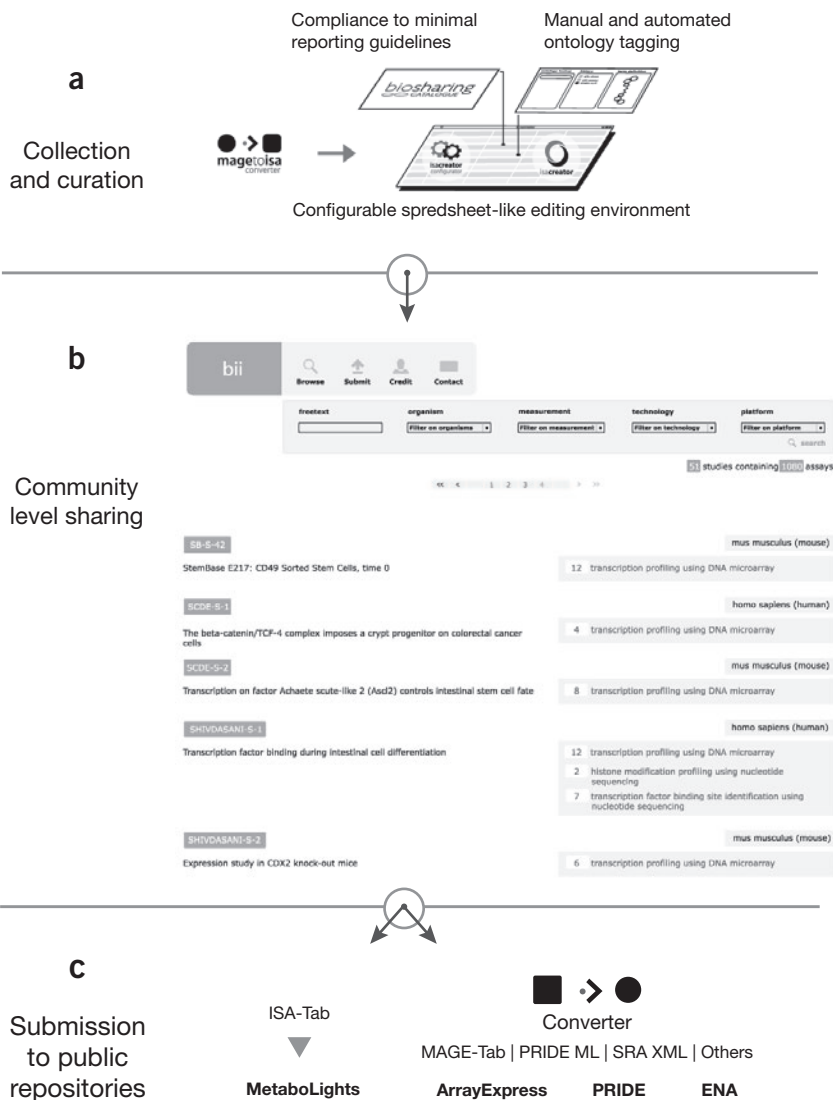 Compliance to minimal
reporting guidelines
Manual and automated
ontology tagging
a
Collection
and curation
magetoisa
converter
biosharing
CATALOGUE
isacreator
configurator
isacreator
Configurable spredsheet-like editing environment
b
Community
level sharing
bii
Browse Submit Credit Contact
freetext organism measurement technology platform
Filter on organisms Filter on measurement Filter on technology Filter on platform
search
51 studies containing 1080 assays
« < 1 2 3 4 > »
SB-S-42 mus musculus (mouse)
StemBase E217: CD49 Sorted Stem Cells, time 0 12 transcription profiling using DNA microarray
SCDE-S-1 homo sapiens (human)
The beta-catenin/TCF-4 complex imposes a crypt progenitor on colorectal cancer 4 transcription profiling using DNA microarray
cells
SCDE-S-2 mus musculus (mouse)
Transcription on factor Achaete scute-like 2 (Ascl2) controls intestinal stem cell fate 8 transcription profiling using DNA microarray
SHIVDASANI-S-1 homo sapiens (human)
Transcription factor binding during intestinal cell differentiation 12 transcription profiling using DNA microarray
2 histone modification profiling using nucleotide
sequencing
7 transcription factor binding site identification using
nucleotide sequencing
SHIVDASANI-S-2 mus musculus (mouse)
Expression study in CDX2 knock-out mice 6 transcription profiling using DNA microarray
c
Submission
to public
repositories
ISA-Tab
MetaboLights
Converter
MAGE-Tab | PRIDE ML | SRA XML | Others
ArrayExpress PRIDE ENA